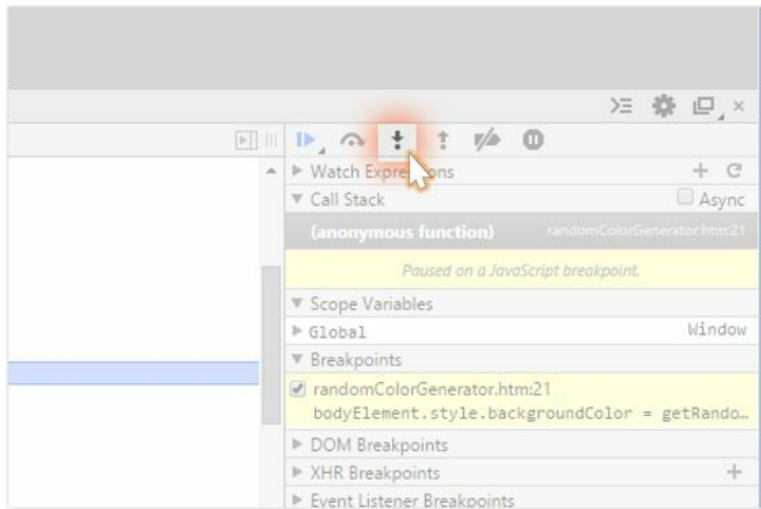 Watch Expressions
Call Stack
Async
(anonymous function) randomColorGenerator.htm:21
Paused on a JavaScript breakpoint.
Scope Variables
Global Window
Breakpoints
randomColorGenerator.htm:21
bodyElement.style.backgroundColor = getRando…
DOM Breakpoints
XHR Breakpoints
Event Listener Breakpoints